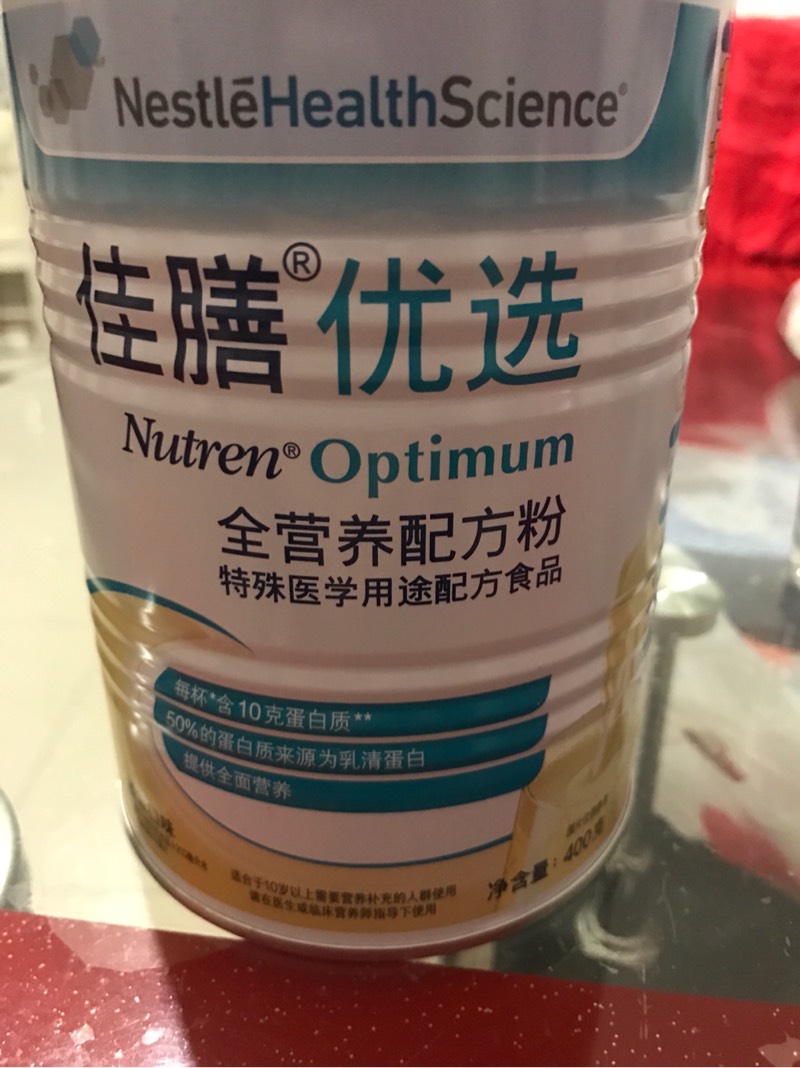 NestléHealthScience®
佳膳®优选
Nutren® Optimum
全营养配方粉
特殊医学用途配方食品
每杯*含10克蛋白质**
50%的蛋白质来源为乳清蛋白
提供全面营养
适合于10岁以上需要营养补充的人群使用
请在医生或临床营养师指导下使用
净含量：400克